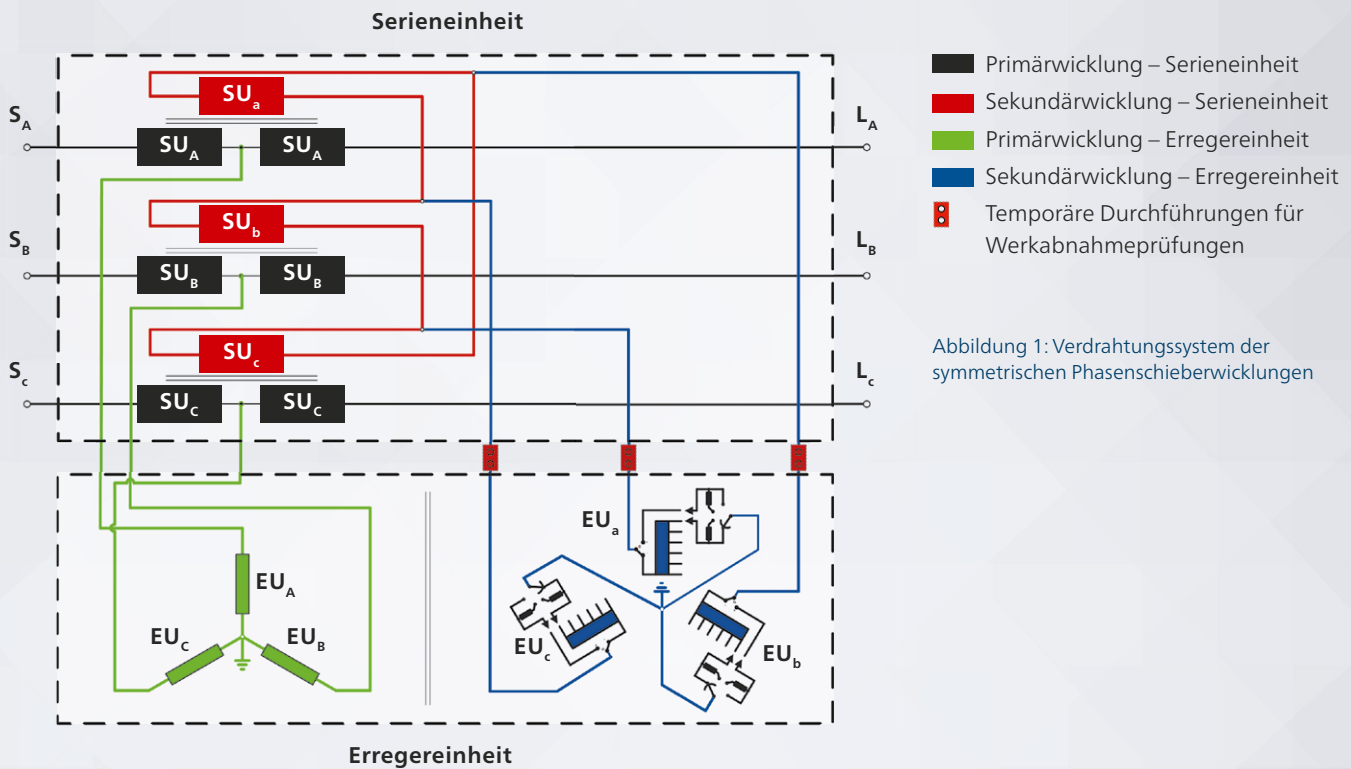 Serieneinheit
Primärwicklung – Serieneinheit
Sekundärwicklung – Serieneinheit
Primärwicklung – Erregereinheit
Sekundärwicklung – Erregereinheit
Temporäre Durchführungen für
Werkabnahmeprüfungen
Abbildung 1: Verdrahtungssystem der
symmetrischen Phasenschieberwicklungen
SUa
SA SUA SUA LA
SUb
SB SUB SUB LB
SUc
Sc SUC SUC Lc
EUa
EUA
EUC EUB
EUc EUb
Erregereinheit